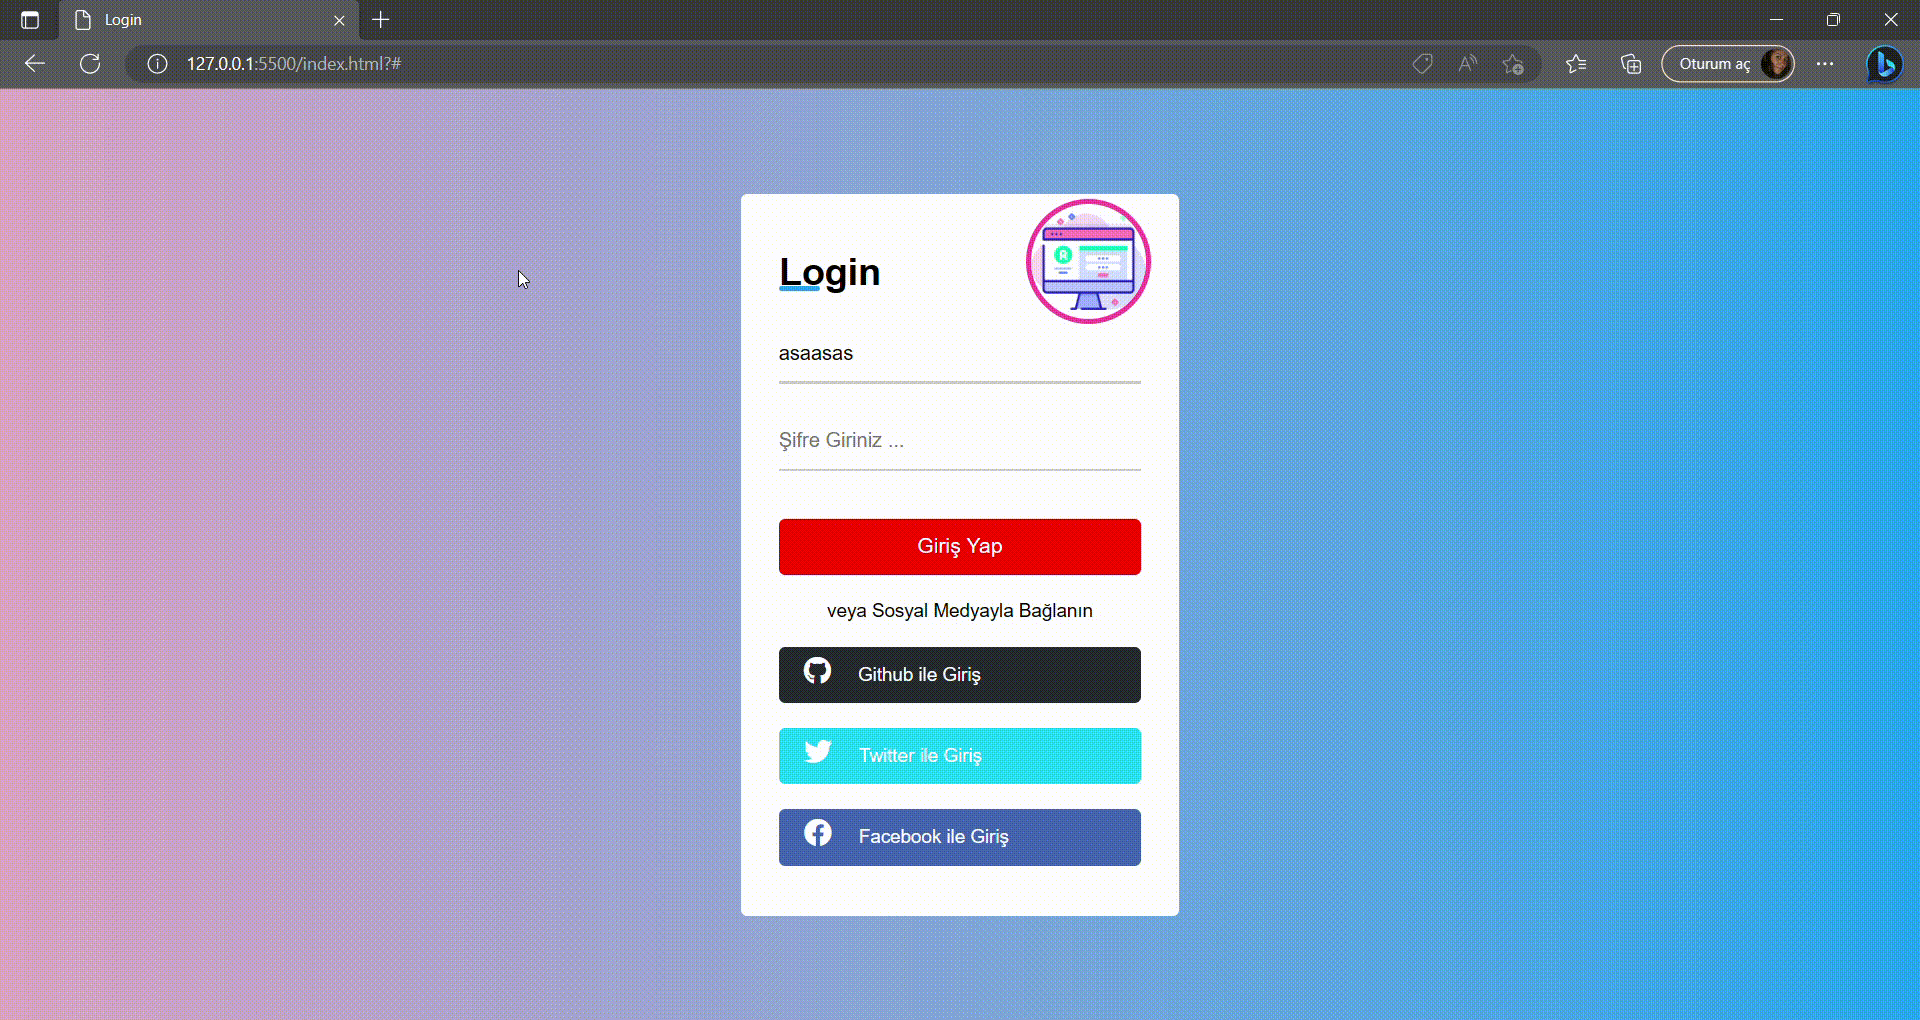 Login
127.0.0.1:5500/index.html?#
Oturum aç
Login
asaasas
Şifre Giriniz ...
Giriş Yap
veya Sosyal Medyayla Bağlanın
Github ile Giriş
Twitter ile Giriş
Facebook ile Giriş